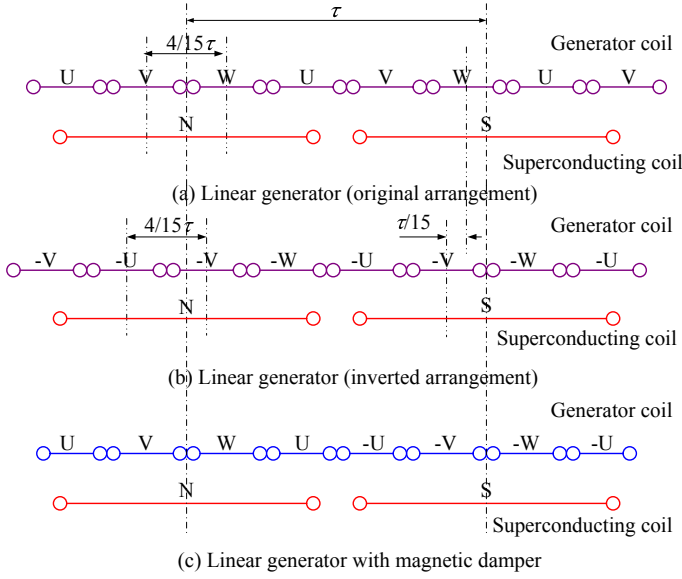 τ
4/15τ
Generator coil
U V W U V W U V
N S
Superconducting coil
(a) Linear generator (original arrangement)
4/15τ
τ/15
Generator coil
-V -U -V -W -U -V -W -U
N S
Superconducting coil
(b) Linear generator (inverted arrangement)
Generator coil
U V W U -U -V -W -U
N S
Superconducting coil
(c) Linear generator with magnetic damper